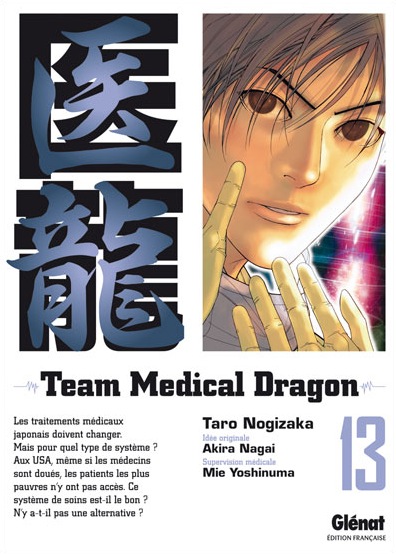 医
龍
Team Medical Dragon
Les traitements médicaux
japonais doivent changer.
Mais pour quel type de système ?
Aux USA, même si les médecins
sont doués, les patients les plus
pauvres n'y ont pas accès. Ce
système de soins est-il le bon ?
N'y a-t-il pas une alternative ?
Taro Nogizaka
Idée originale
Akira Nagai
Supervision médicale
Mie Yoshinuma
13
Glénat
ÉDITION FRANÇAISE